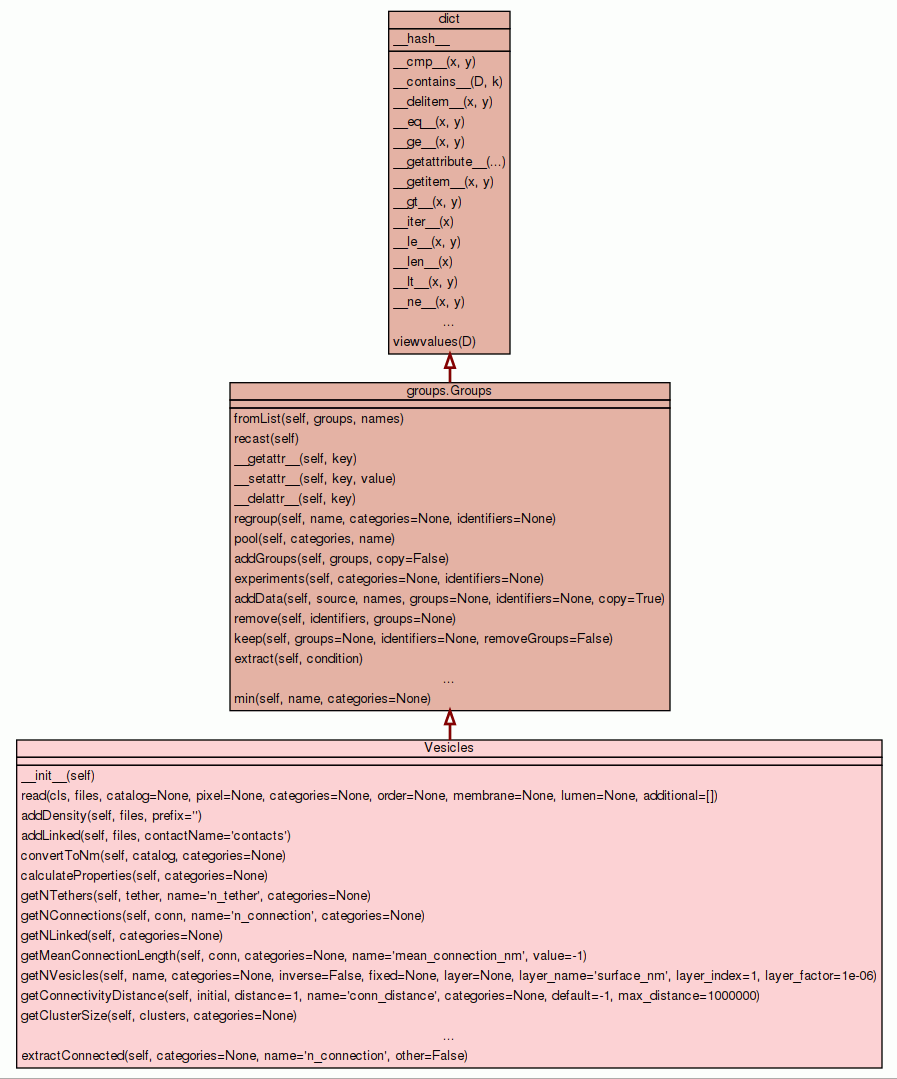 dict
__hash__
__cmp__(x, y)
__contains__(D, k)
__delitem__(x, y)
__eq__(x, y)
__ge__(x, y)
__getattribute__(...)
__getitem__(x, y)
__gt__(x, y)
__iter__(x)
__le__(x, y)
__len__(x)
__lt__(x, y)
__ne__(x, y)
...
viewvalues(D)
groups.Groups
fromList(self, groups, names)
recast(self)
__getattr__(self, key)
__setattr__(self, key, value)
__delattr__(self, key)
regroup(self, name, categories=None, identifiers=None)
pool(self, categories, name)
addGroups(self, groups, copy=False)
experiments(self, categories=None, identifiers=None)
addData(self, source, names, groups=None, identifiers=None, copy=True)
remove(self, identifiers, groups=None)
keep(self, groups=None, identifiers=None, removeGroups=False)
extract(self, condition)
...
min(self, name, categories=None)
Vesicles
__init__(self)
read(cls, files, catalog=None, pixel=None, categories=None, order=None, membrane=None, lumen=None, additional=[])
addDensity(self, files, prefix='')
addLinked(self, files, contactName='contacts')
convertToNm(self, catalog, categories=None)
calculateProperties(self, categories=None)
getNTethers(self, tether, name='n_tether', categories=None)
getNConnections(self, conn, name='n_connection', categories=None)
getNLinked(self, categories=None)
getMeanConnectionLength(self, conn, categories=None, name='mean_connection_nm', value=-1)
getNVesicles(self, name, categories=None, inverse=False, fixed=None, layer=None, layer_name='surface_nm', layer_index=1, layer_factor=1e-06)
getConnectivityDistance(self, initial, distance=1, name='conn_distance', categories=None, default=-1, max_distance=1000000)
getClusterSize(self, clusters, categories=None)
...
extractConnected(self, categories=None, name='n_connection', other=False)